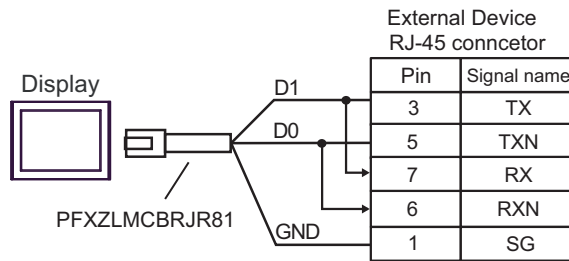 External Device
RJ-45 conncetor
Display
Pin Signal name
D1
3 TX
D0
5 TXN
7 RX
6 RXN
PFXZLMCBRJR81
GND
1 SG